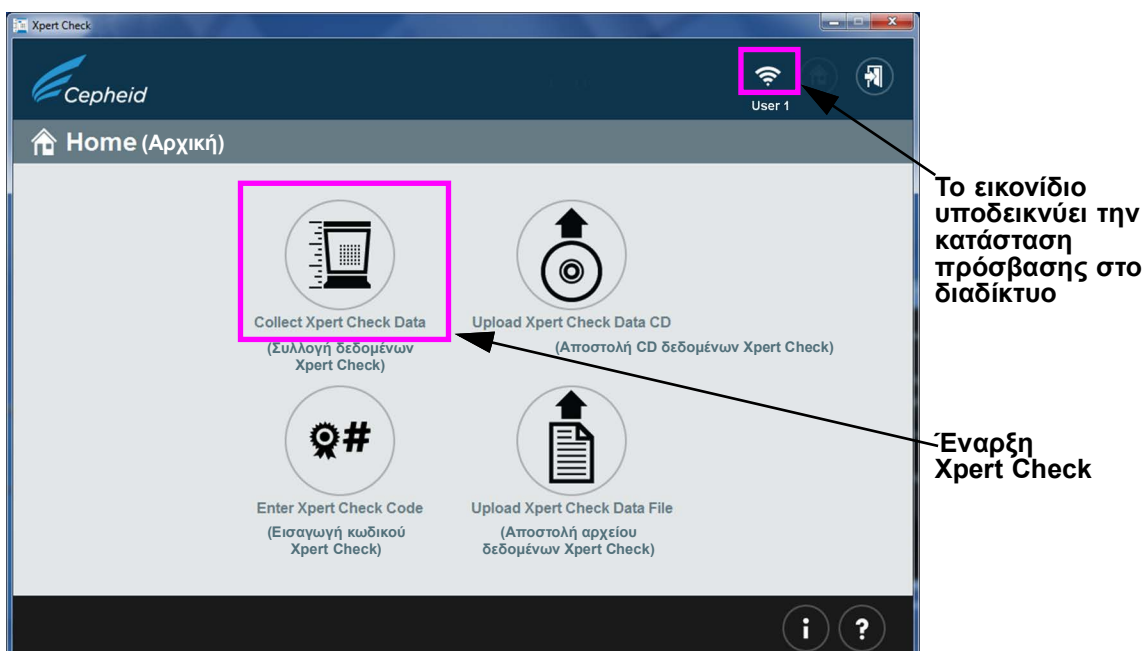 Xpert Check
Cepheid
User 1
Home (Αρχική)
Collect Xpert Check Data
(Συλλογή δεδομένων
Xpert Check)
Upload Xpert Check Data CD
(Αποστολή CD δεδομένων Xpert Check)
Enter Xpert Check Code
(Εισαγωγή κωδικού
Xpert Check)
Upload Xpert Check Data File
(Αποστολή αρχείου
δεδομένων Xpert Check)
#
i
?
Το εικονίδιο
υποδεικνύει την
κατάσταση
πρόσβασης στο
διαδίκτυο
Έναρξη
Xpert Check